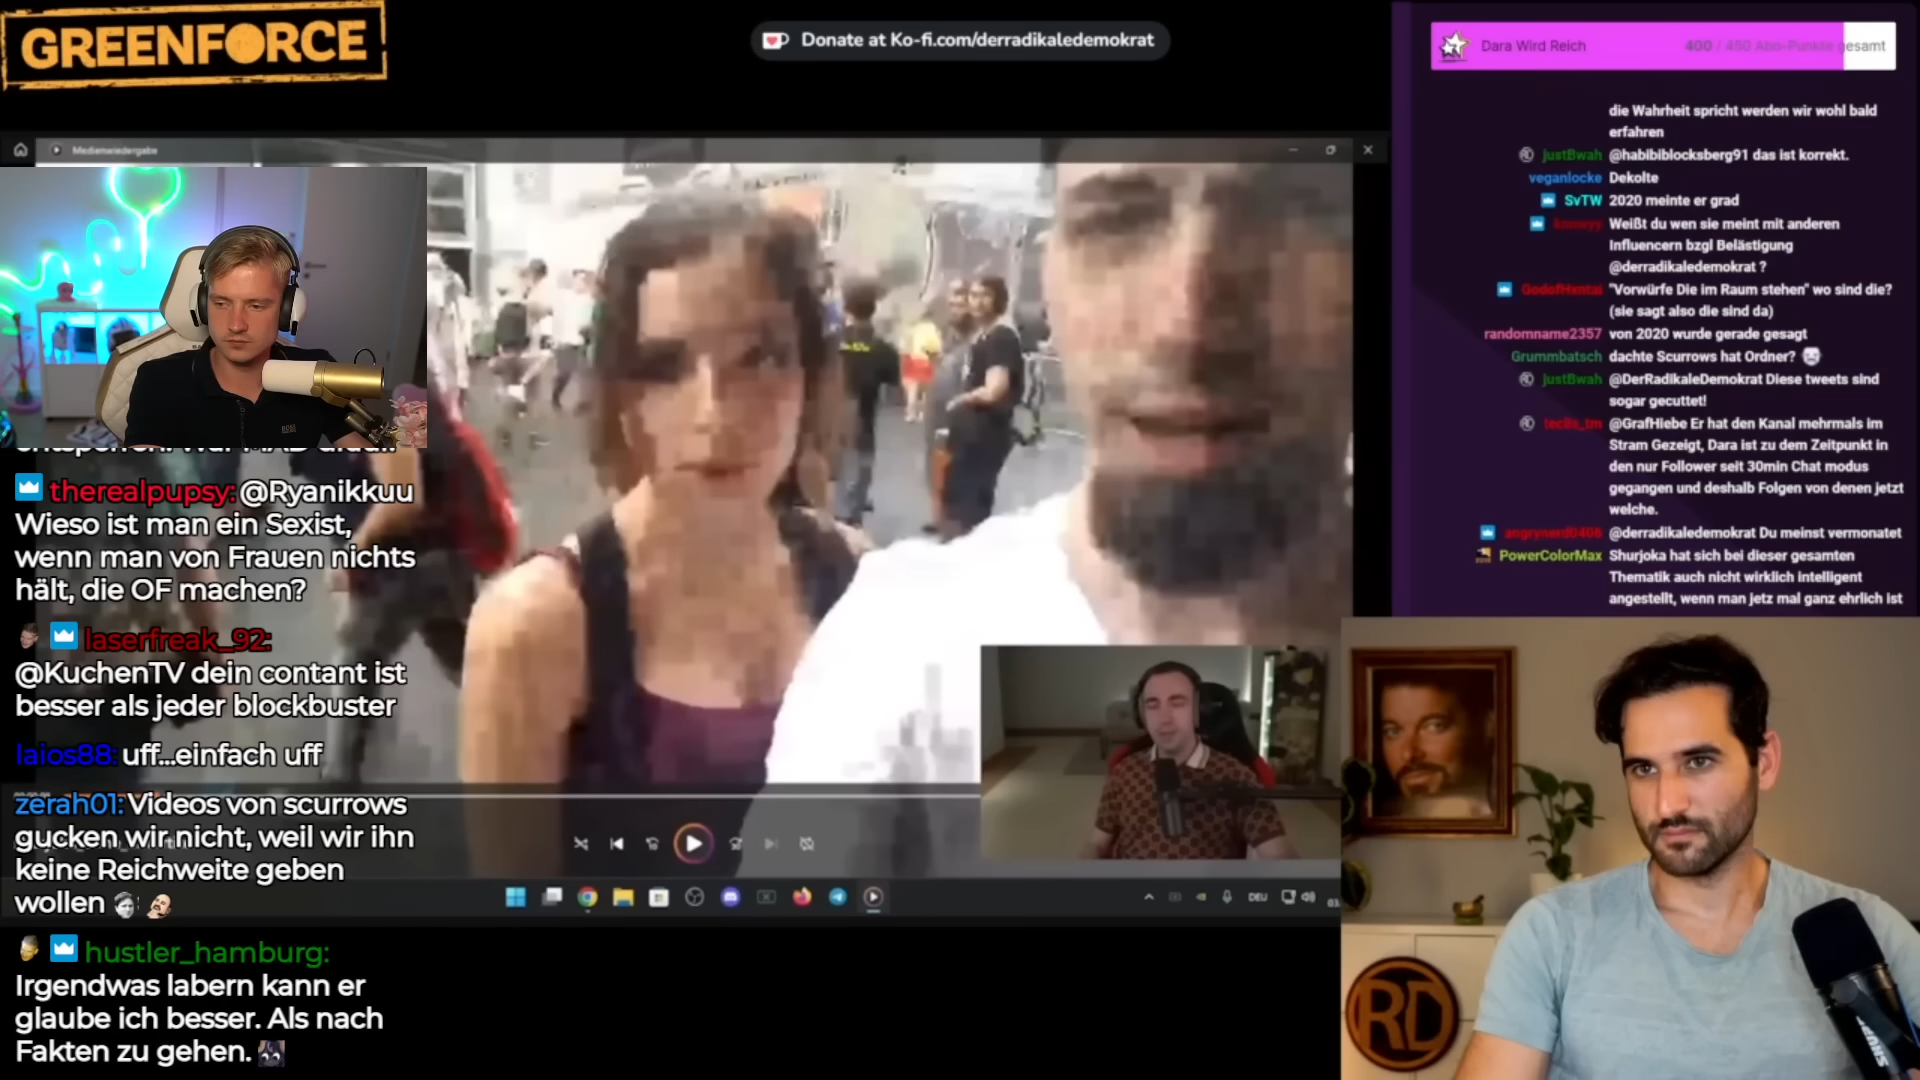 GREENFORCE
Donate at Ko-fi.com/derradikaledemokrat
Dara Wird Reich
400 / 450 Abo-Punkte gesamt
Medienwiedergabe
die Wahrheit spricht werden wir wohl bald
erfahren
justBwah @habibiblocksberg91 das ist korrekt.
veganlocke Dekolte
SvTW 2020 meinte er grad
Weißt du wen sie meint mit anderen
Influencern bzgl Belästigung
@derradikaledemokrat ?
GodofHentai "Vorwürfe Die im Raum stehen" wo sind die?
(sie sagt also die sind da)
randomname2357 von 2020 wurde gerade gesagt
Grummbatsch dachte Scurrows hat Ordner?
justBwah @DerRadikaleDemokrat Diese tweets sind
sogar gecuttet!
@GrafHiebe Er hat den Kanal mehrmals im
Stram Gezeigt, Dara ist zu dem Zeitpunkt in
den nur Follower seit 30min Chat modus
gegangen und deshalb Folgen von denen jetzt
welche.
@derradikaledemokrat Du meinst vermonatet
PowerColorMax Shurjoka hat sich bei dieser gesamten
Thematik auch nicht wirklich intelligent
angestellt, wenn man jetz mal ganz ehrlich ist
therealpupsy: @Ryanikkuu
Wieso ist man ein Sexist,
wenn man von Frauen nichts
hält, die OF machen?
laserfreak_92:
@KuchenTV dein contant ist
besser als jeder blockbuster
laios88: uff...einfach uff
zerah01: Videos von scurrows
gucken wir nicht, weil wir ihn
keine Reichweite geben
wollen
hustler_hamburg:
Irgendwas labern kann er
glaube ich besser. Als nach
Fakten zu gehen.
DEU
RD